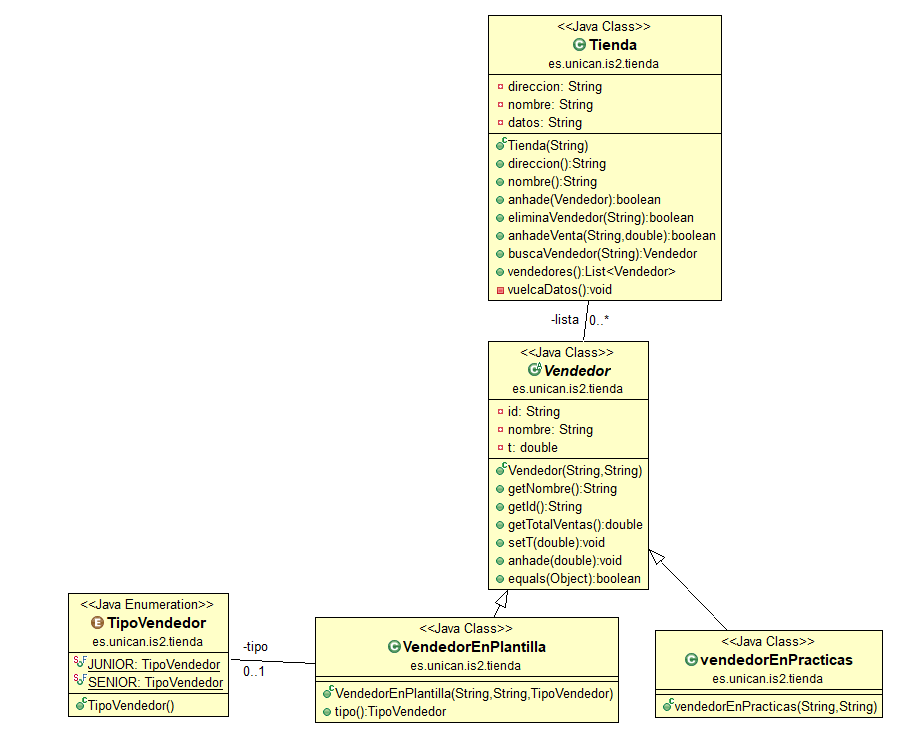 <<Java Class>>
Tienda
es.unican.is2.tienda
direccion: String
nombre: String
datos: String
Tienda(String)
direccion():String
nombre():String
anhade(Vendedor):boolean
eliminaVendedor(String):boolean
anhadeVenta(String,double):boolean
buscaVendedor(String):Vendedor
vendedores():List<Vendedor>
vuelcaDatos():void
-lista 0..*
<<Java Class>>
Vendedor
es.unican.is2.tienda
id: String
nombre: String
t: double
Vendedor(String,String)
getNombre():String
getId():String
getTotalVentas():double
setT(double):void
anhade(double):void
equals(Object):boolean
<<Java Enumeration>>
TipoVendedor
es.unican.is2.tienda
JUNIOR: TipoVendedor
SENIOR: TipoVendedor
TipoVendedor()
-tipo
0..1
<<Java Class>>
VendedorEnPlantilla
es.unican.is2.tienda
VendedorEnPlantilla(String,String,TipoVendedor)
tipo():TipoVendedor
<<Java Class>>
vendedorEnPracticas
es.unican.is2.tienda
vendedorEnPracticas(String,String)